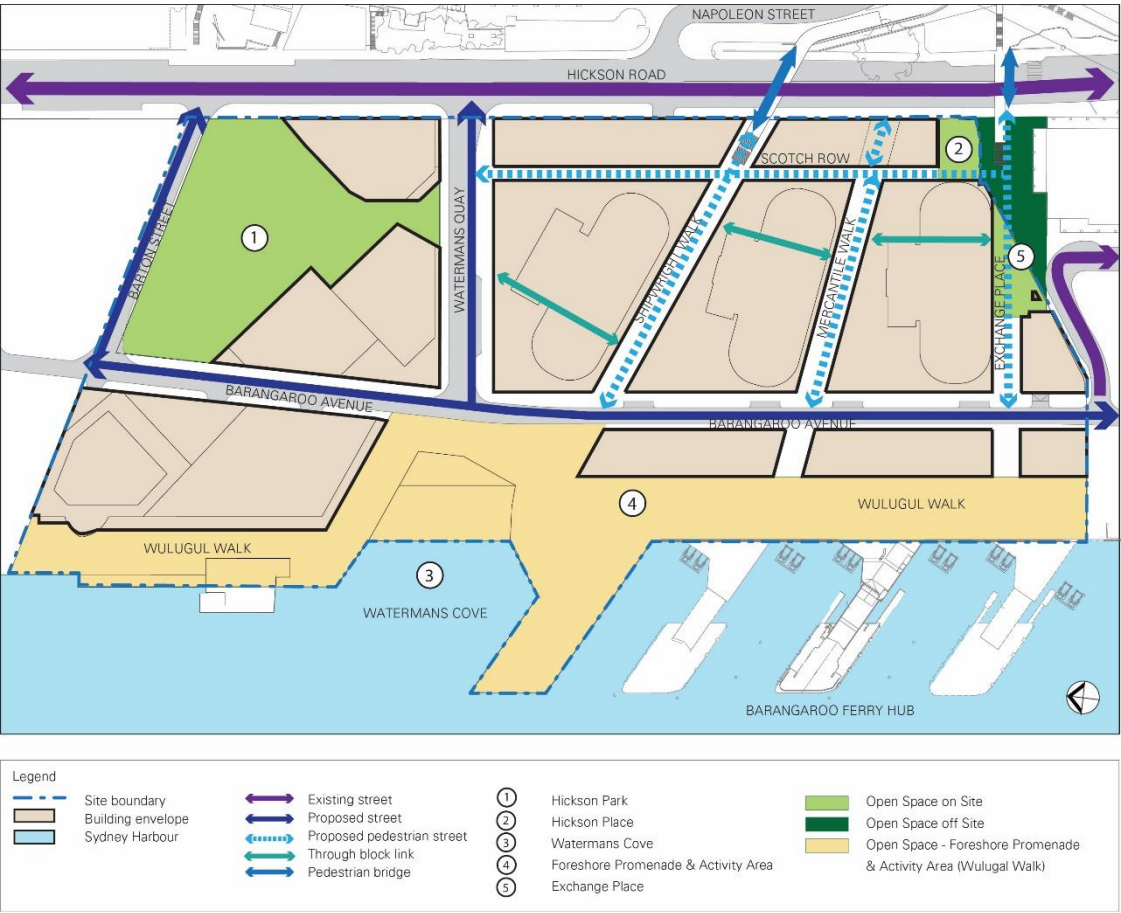 NAPOLEON STREET
HICKSON ROAD
2
SCOTCH ROW
1
BARTON STREET
WATERMANS QUAY
SHIPWRIGHT WALK
MERCANTILE WALK
EXCHANGE PLACE
5
BARANGAROO AVENUE
BARANGAROO AVENUE
4
WULUGUL WALK
WULUGUL WALK
3
WATERMANS COVE
BARANGAROO FERRY HUB
Legend
Site boundary
Building envelope
Sydney Harbour
Existing street
Proposed street
Proposed pedestrian street
Through block link
Pedestrian bridge
1 Hickson Park
2 Hickson Place
3 Watermans Cove
4 Foreshore Promenade & Activity Area
5 Exchange Place
Open Space on Site
Open Space off Site
Open Space - Foreshore Promenade
& Activity Area (Wulugal Walk)